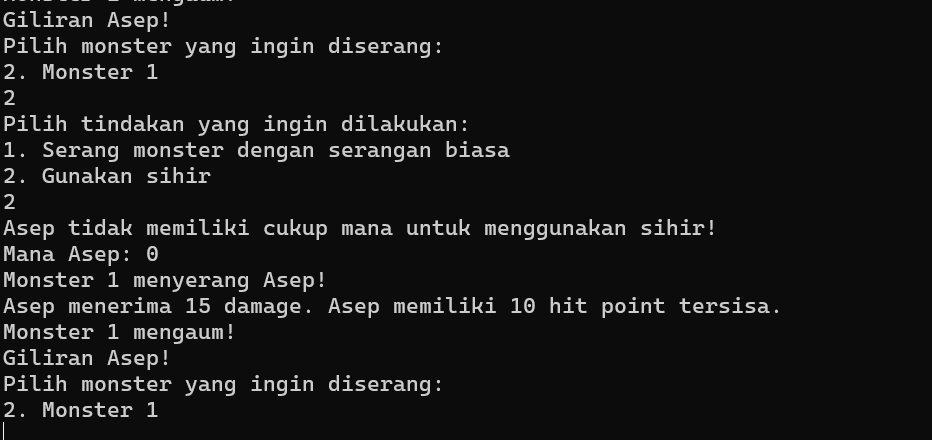 Monster 1 mengaum!
Giliran Asep!
Pilih monster yang ingin diserang:
2. Monster 1
2
Pilih tindakan yang ingin dilakukan:
1. Serang monster dengan serangan biasa
2. Gunakan sihir
2
Asep tidak memiliki cukup mana untuk menggunakan sihir!
Mana Asep: 0
Monster 1 menyerang Asep!
Asep menerima 15 damage. Asep memiliki 10 hit point tersisa.
Monster 1 mengaum!
Giliran Asep!
Pilih monster yang ingin diserang:
2. Monster 1